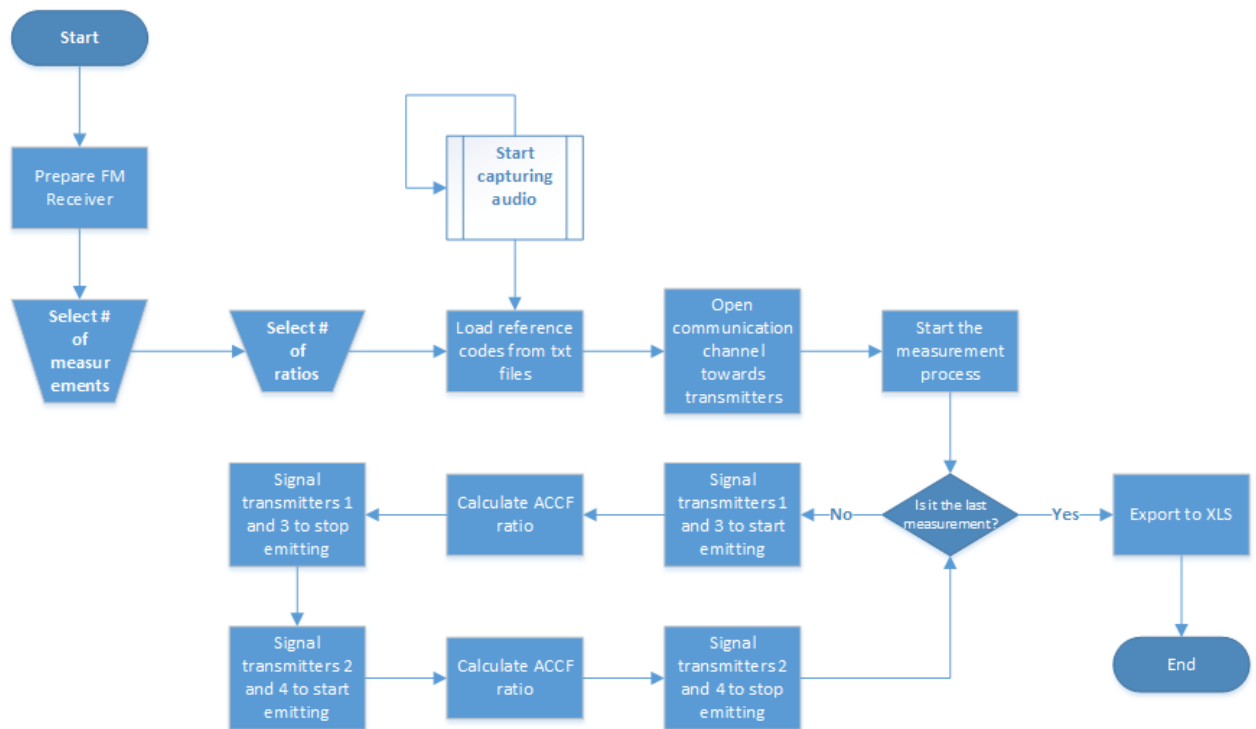 Start
Prepare FM
Receiver
Select #
of
measur
ements
Select #
of
ratios
Start
capturing
audio
Load reference
codes from txt
files
Open
communication
channel
towards
transmitters
Start the
measurement
process
Is it the last
measurement?
No
Yes
Signal
transmitters 1
and 3 to start
emitting
Calculate ACCF
ratio
Signal
transmitters 1
and 3 to stop
emitting
Signal
transmitters 2
and 4 to start
emitting
Calculate ACCF
ratio
Signal
transmitters 2
and 4 to stop
emitting
Export to XLS
End